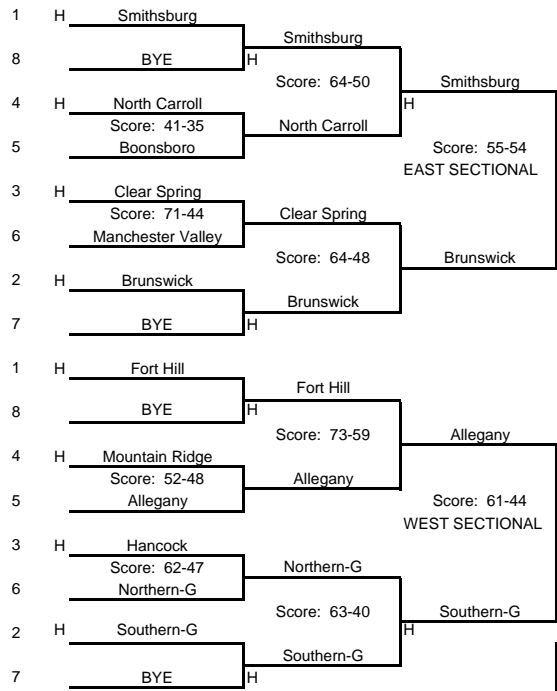 1 H Smithsburg
Smithsburg
8 BYE H
Score: 64-50 Smithsburg
4 H North Carroll H
Score: 41-35 North Carroll
5 Boonsboro Score: 55-54
EAST SECTIONAL
3 H Clear Spring
Score: 71-44 Clear Spring
6 Manchester Valley
Score: 64-48 Brunswick
2 H Brunswick
Brunswick
7 BYE H
1 H Fort Hill
Fort Hill
8 BYE H
Score: 73-59 Allegany
4 H Mountain Ridge
Score: 52-48 Allegany
5 Allegany Score: 61-44
WEST SECTIONAL
3 H Hancock
Score: 62-47 Northern-G
6 Northern-G
Score: 63-40 Southern-G
2 H Southern-G H
Southern-G
7 BYE H